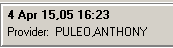 4 Apr 15,05 16:23
Provider: PULEO,ANTHONY